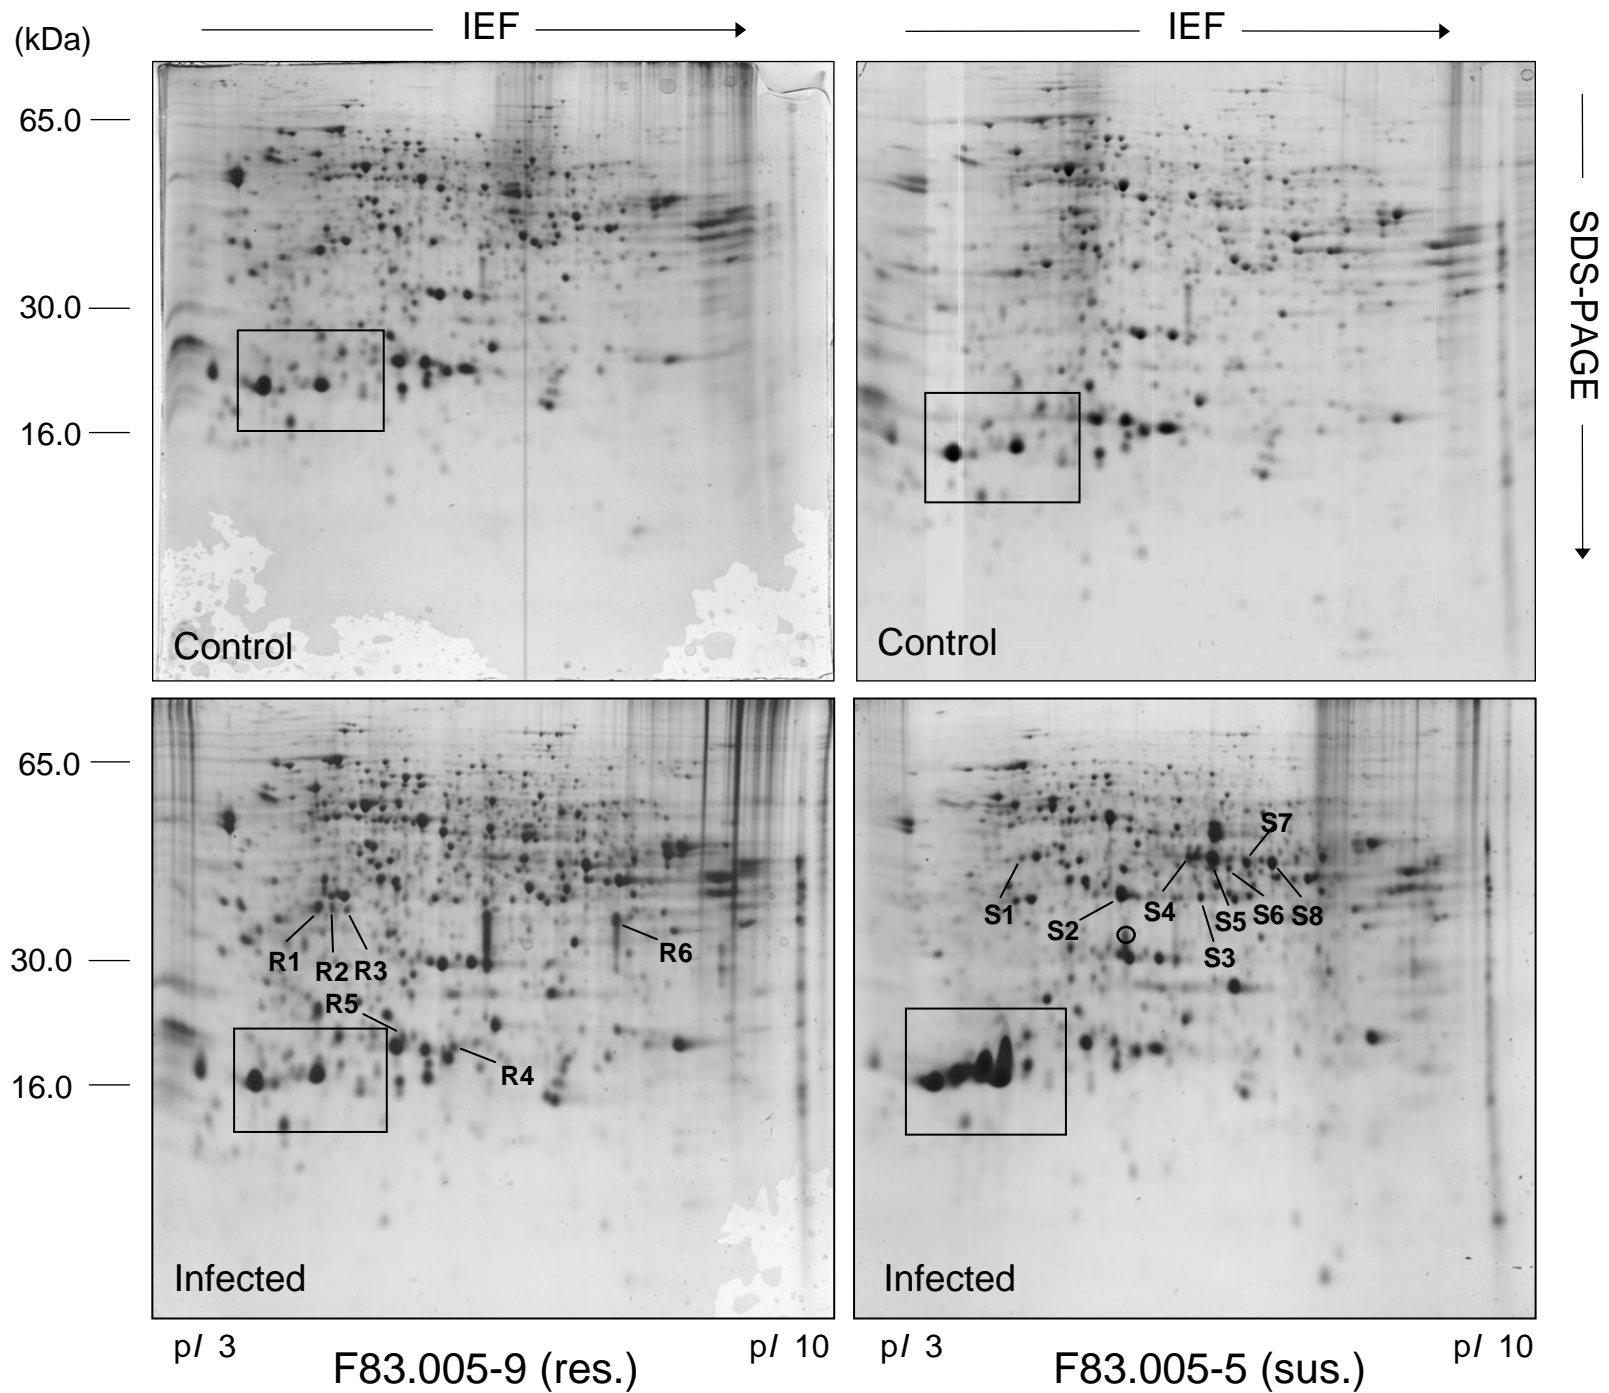 IEF IEF
(kDa)
65.0
30.0
16.0
SDS-PAGE
Control Control
65.0
30.0
16.0
S7
S1 S2 S4 S5 S6 S8
S3
R1 R2 R3 R6
R5
R4
Infected Infected
pI 3 pI 10 pI 3 pI 10
F83.005-9 (res.) F83.005-5 (sus.)